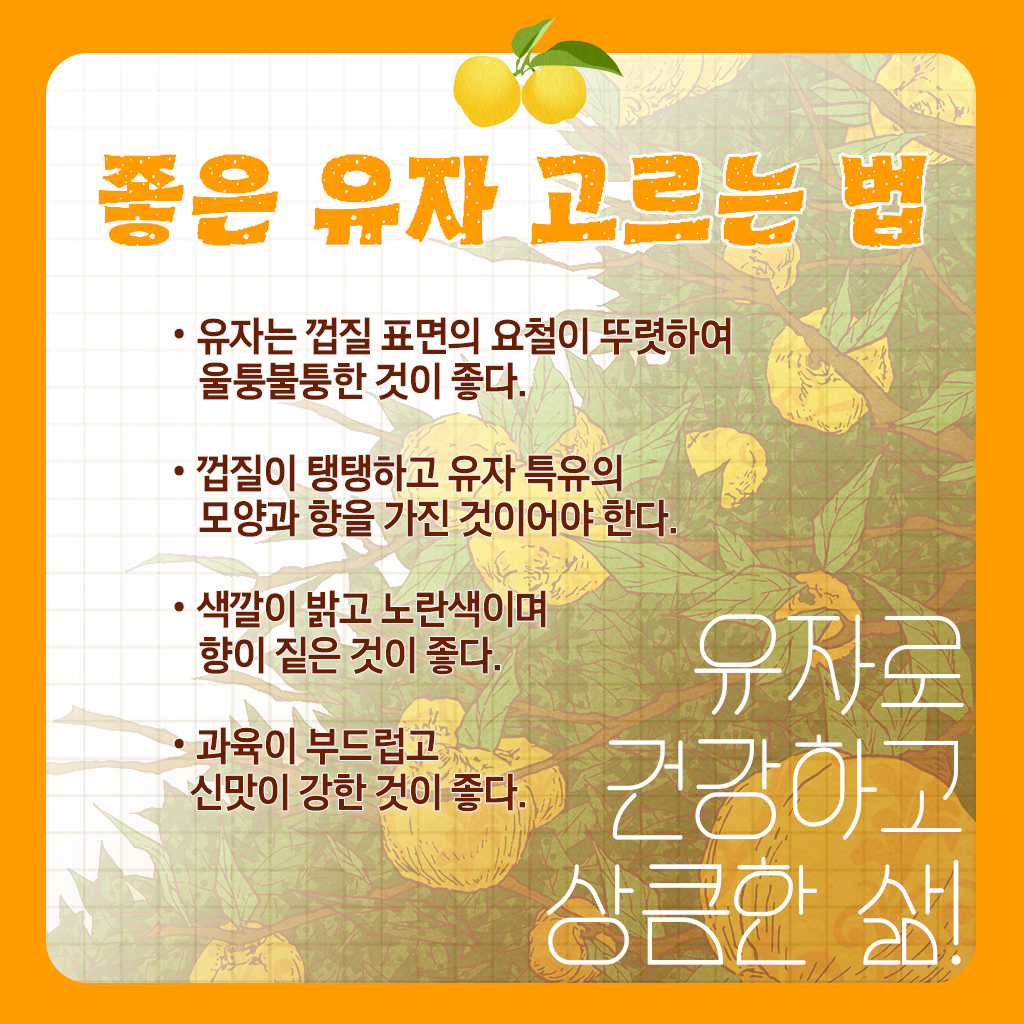 좋은 유자 고르는 법
• 유자는 껍질 표면의 요철이 뚜렷하여
울퉁불퉁한 것이 좋다.
• 껍질이 탱탱하고 유자 특유의
모양과 향을 가진 것이어야 한다.
• 색깔이 밝고 노란색이며
향이 짙은 것이 좋다.
• 과육이 부드럽고
신맛이 강한 것이 좋다.
유자로
건강하고
상큼한 삶!